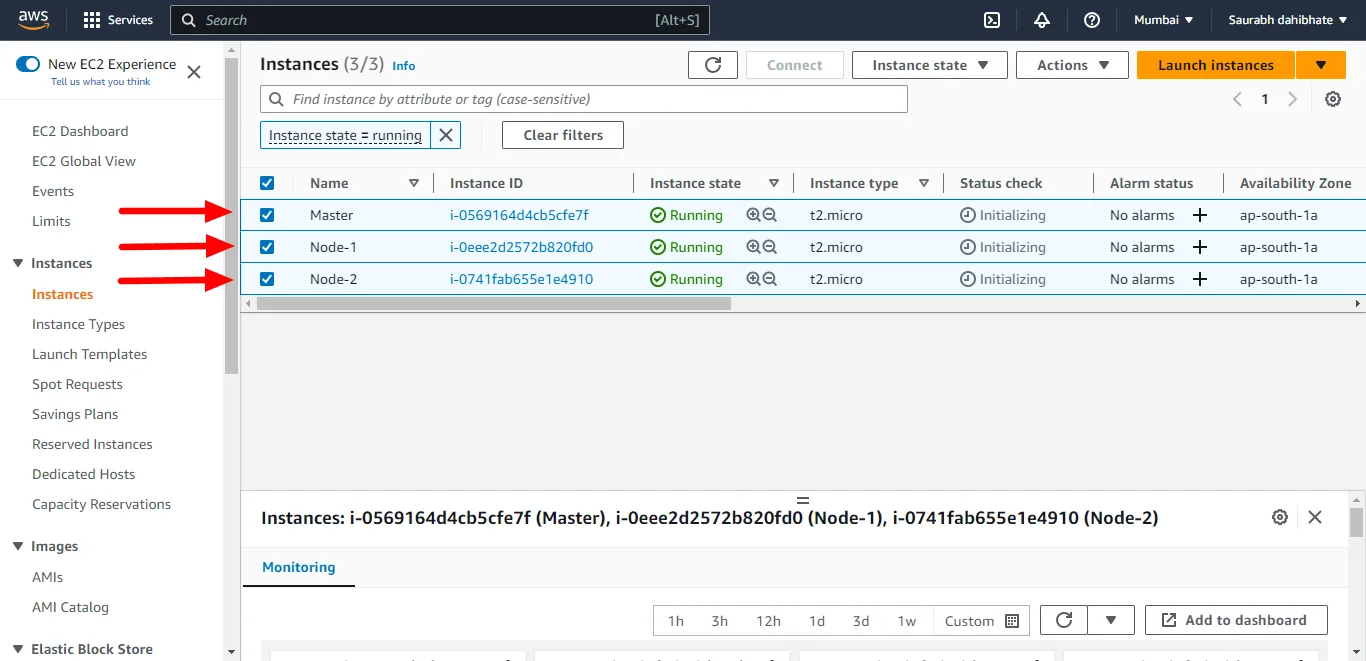 aws Services Search [Alt+S] Mumbai Saurabh dahibhate
New EC2 Experience
Tell us what you think
EC2 Dashboard
EC2 Global View
Events
Limits
Instances
Instances
Instance Types
Launch Templates
Spot Requests
Savings Plans
Reserved Instances
Dedicated Hosts
Capacity Reservations
Images
AMIs
AMI Catalog
Elastic Block Store
Instances (3/3) Info Connect Instance state Actions Launch instances
Find instance by attribute or tag (case-sensitive) 1
Instance state = running Clear filters
Name Instance ID Instance state Instance type Status check Alarm status Availability Zone
Master i-0569164d4cb5cfe7f Running t2.micro Initializing No alarms ap-south-1a
Node-1 i-0eee2d2572b820fd0 Running t2.micro Initializing No alarms ap-south-1a
Node-2 i-0741fab655e1e4910 Running t2.micro Initializing No alarms ap-south-1a
Instances: i-0569164d4cb5cfe7f (Master), i-0eee2d2572b820fd0 (Node-1), i-0741fab655e1e4910 (Node-2)
Monitoring
1h 3h 12h 1d 3d 1w Custom Add to dashboard